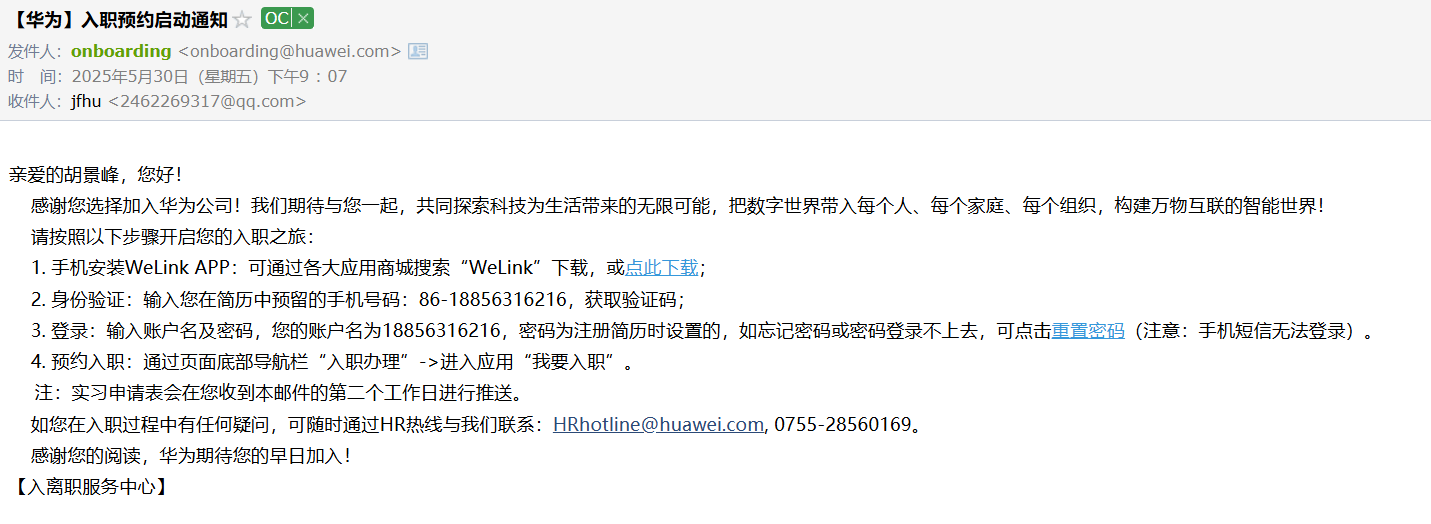 【华为】入职预约启动通知 OC
发件人：onboarding <onboarding@huawei.com>
时 间：2025年5月30日（星期五）下午9：07
收件人：jfhu <2462269317@qq.com>
亲爱的胡景峰，您好！
感谢您选择加入华为公司！我们期待与您一起，共同探索科技为生活带来的无限可能，把数字世界带入每个人、每个家庭、每个组织，构建万物互联的智能世界！
请按照以下步骤开启您的入职之旅：
1. 手机安装WeLink APP：可通过各大应用商城搜索“WeLink”下载，或点此下载；
2. 身份验证：输入您在简历中预留的手机号码：86-18856316216，获取验证码；
3. 登录：输入账户名及密码，您的账户名为18856316216，密码为注册简历时设置的，如忘记密码或密码登录不上去，可点击重置密码（注意：手机短信无法登录）。
4. 预约入职：通过页面底部导航栏“入职办理”->进入应用“我要入职”。
注：实习申请表会在您收到本邮件的第二个工作日进行推送。
如您在入职过程中有任何疑问，可随时通过HR热线与我们联系：HRhotline@huawei.com, 0755-28560169。
感谢您的阅读，华为期待您的早日加入！
【入离职服务中心】